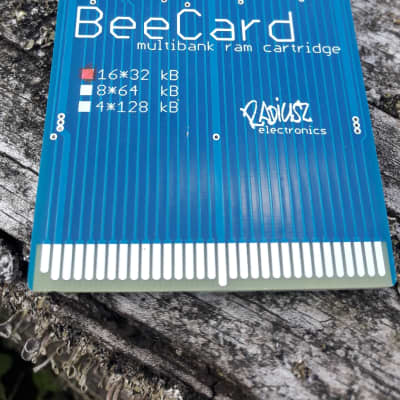 BeeCard
multibank ram cartridge
16*32 kB
8*64 kB
4*128 kB
RADIUSZ
electronics